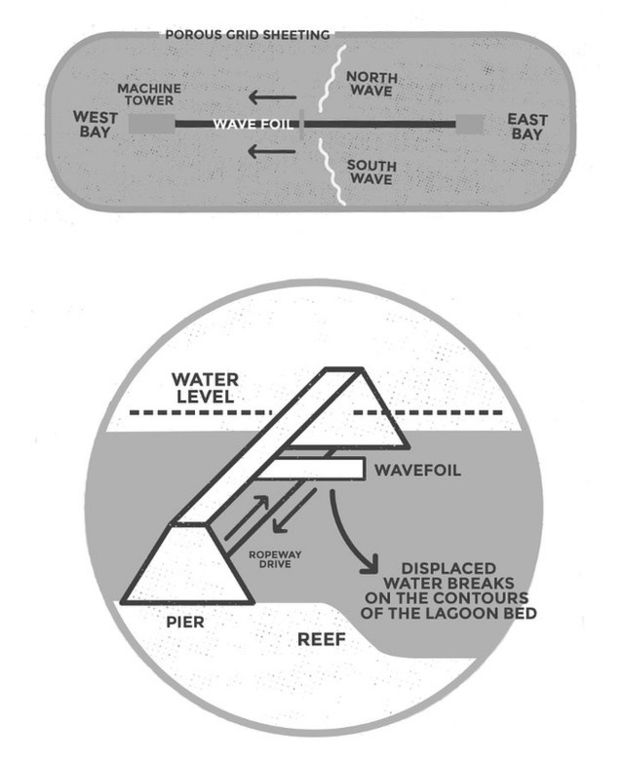 POROUS GRID SHEETING
NORTH
WAVE
MACHINE
TOWER
WEST
BAY
WAVE FOIL
EAST
BAY
SOUTH
WAVE
WATER
LEVEL
WAVEFOIL
ROPEWAY
DRIVE
DISPLACED
WATER BREAKS
ON THE CONTOURS
OF THE LAGOON BED
PIER
REEF